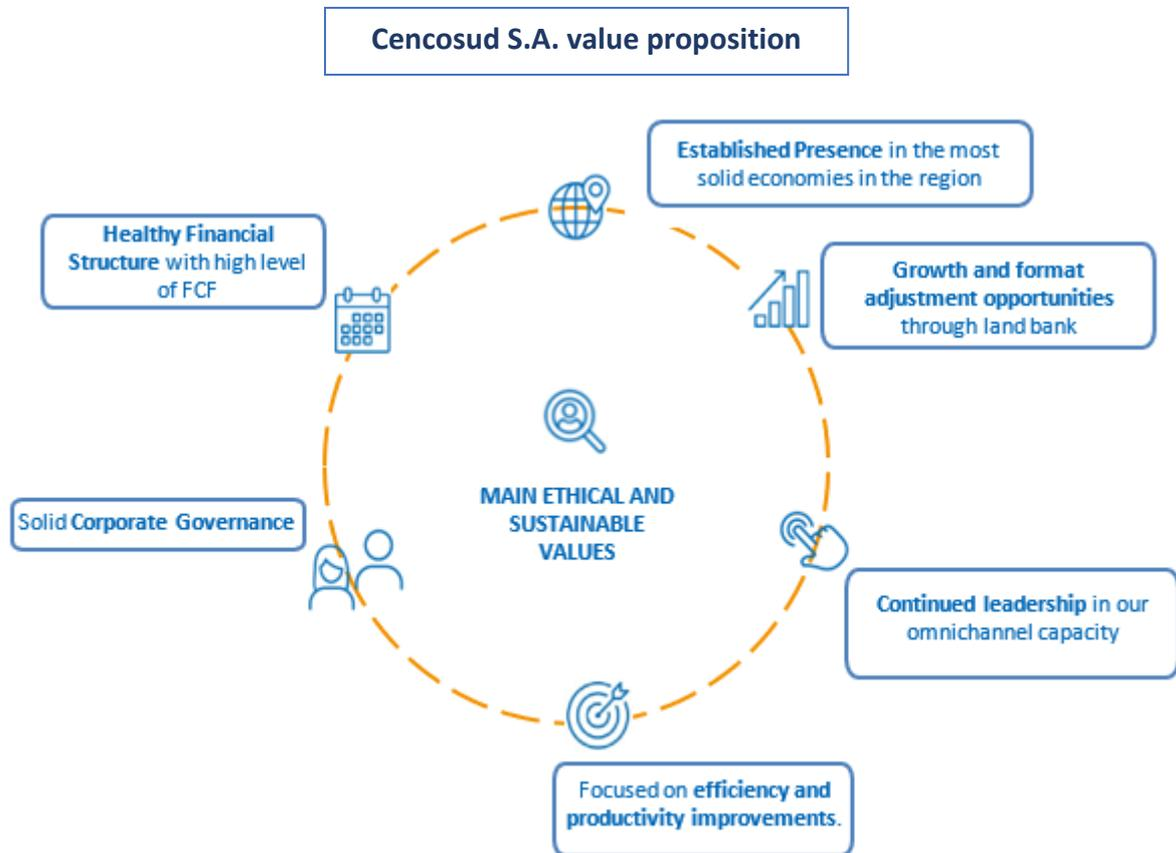 Cencosud S.A. value proposition
Established Presence in the most
solid economies in the region
Healthy Financial
Structure with high level
of FCF
Growth and format
adjustment opportunities
through land bank
MAIN ETHICAL AND
SUSTAINABLE
VALUES
Solid Corporate Governance
Continued leadership in our
omnichannel capacity
Focused on efficiency and
productivity improvements.